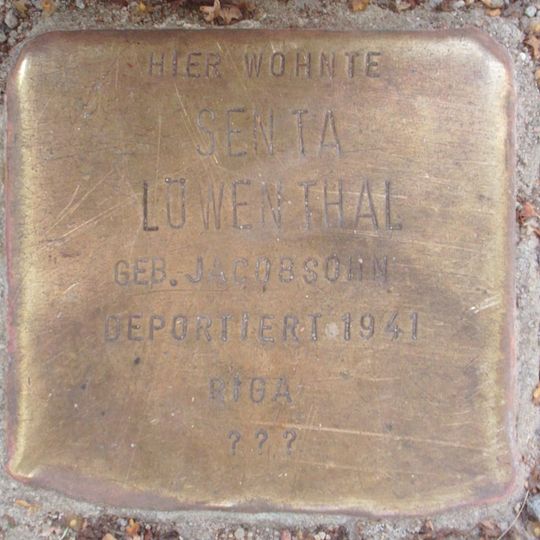 HIER WOHNTE
SENTA
LÖWENTHAL
GEB. JACOBSOHN
DEPORTIERT 1941
RIGA
???